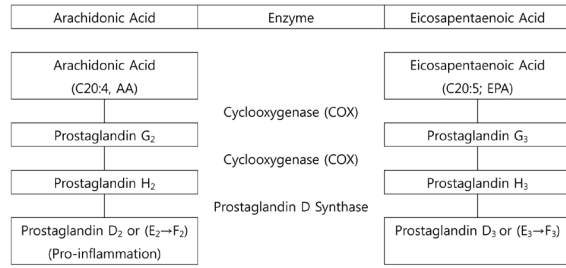 Arachidonic Acid Enzyme Eicosapentaenoic Acid
Arachidonic Acid Eicosapentaenoic Acid
(C20:4, AA) (C20:5; EPA)
Cyclooxygenase (COX)
Prostaglandin G₂ Prostaglandin G₃
Cyclooxygenase (COX)
Prostaglandin H₂ Prostaglandin H₃
Prostaglandin D Synthase
Prostaglandin D₂ or (E₂→F₂) Prostaglandin D₃ or (E₃→F₃)
(Pro-inflammation)